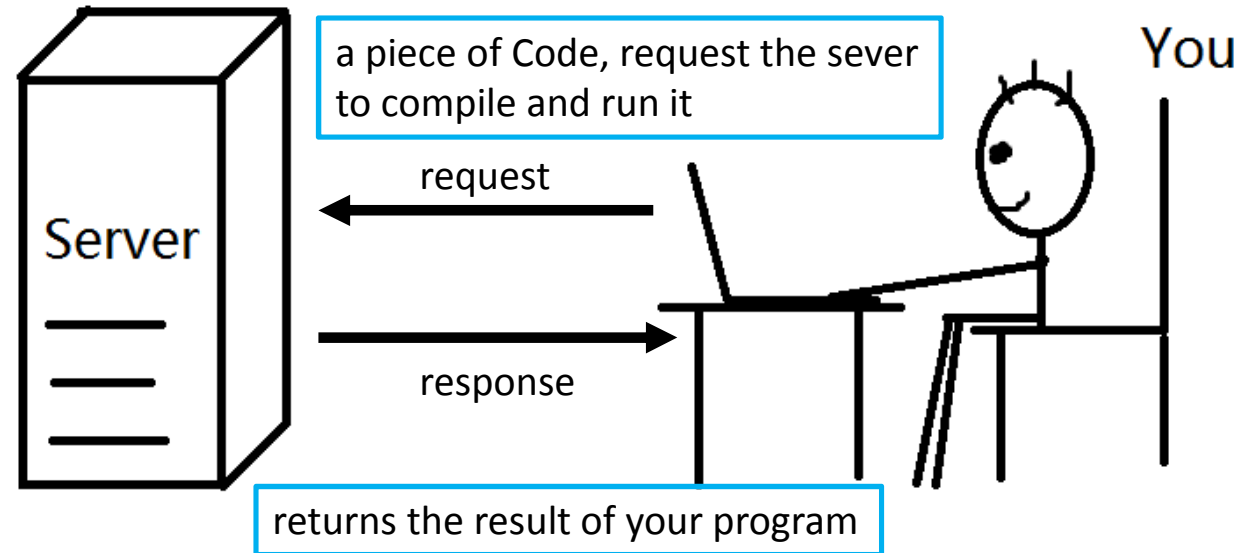 a piece of Code, request the sever
to compile and run it
You
request
Server
response
returns the result of your program